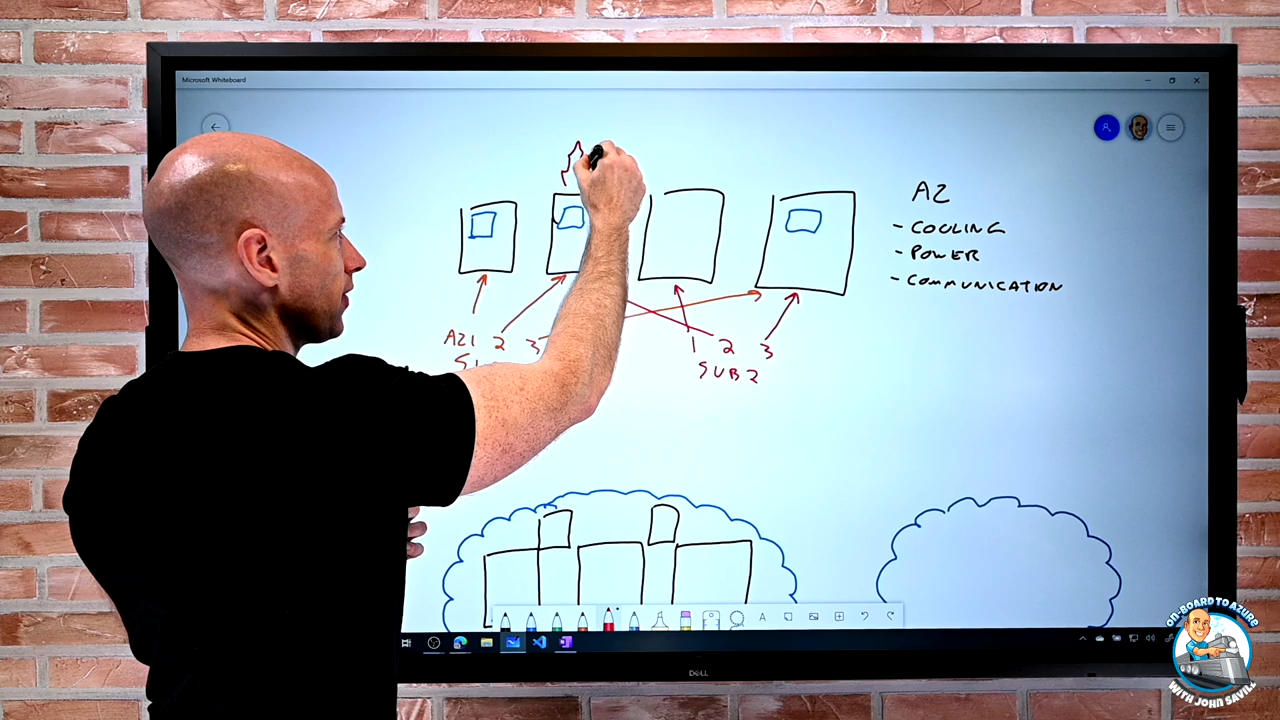 Microsoft Whiteboard
AZ
- COOLING
- POWER
- COMMUNICATION
AZ1 2 3
1 2 3
SUB2
A
DELL
ON-BOARD TO AZURE
WITH JOHN SAVILL